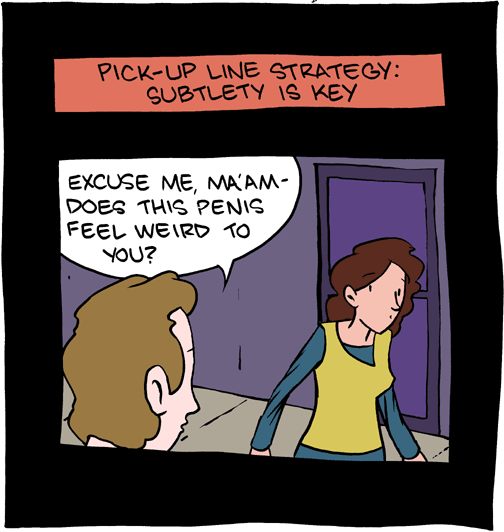 PICK-UP LINE STRATEGY:
SUBTLETY IS KEY
EXCUSE ME, MA'AM-
DOES THIS PENIS
FEEL WEIRD TO
YOU?